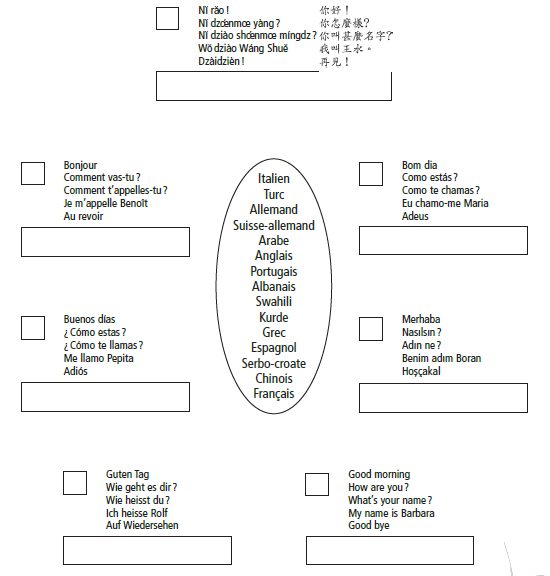 Nǐ răo ! 你好！
Nǐ dzœnmœ yàng ? 你怎麼樣?
Nǐ dziào shœnmœ míngdz ? 你叫甚麼名字?
Wǒ dziào Wáng Shuě 我叫王水。
Dzàidzièn ! 再見！
Bonjour
Comment vas-tu ?
Comment t'appelles-tu ?
Je m'appelle Benoît
Au revoir
Italien
Turc
Allemand
Suisse-allemand
Arabe
Anglais
Portugais
Albanais
Swahili
Kurde
Grec
Espagnol
Serbo-croate
Chinois
Français
Bom dia
Como estás ?
Como te chamas ?
Eu chamo-me Maria
Adeus
Buenos días
¿ Cómo estas ?
¿ Cómo te llamas ?
Me llamo Pepita
Adiós
Merhaba
Nasılsın ?
Adın ne ?
Benim adım Boran
Hoşçakal
Guten Tag
Wie geht es dir ?
Wie heisst du ?
Ich heisse Rolf
Auf Wiedersehen
Good morning
How are you ?
What's your name ?
My name is Barbara
Good bye